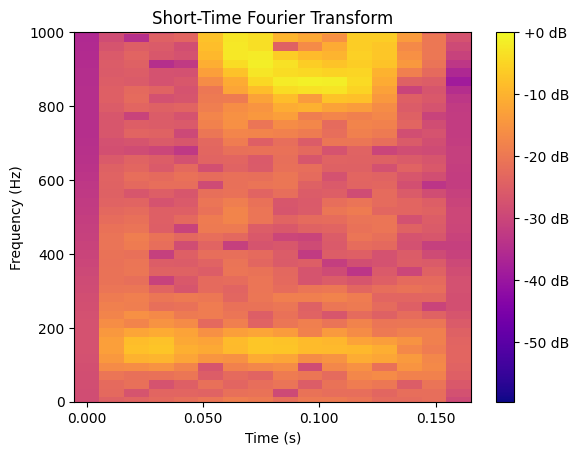 Short-Time Fourier Transform
Frequency (Hz)
1000
800
600
400
200
0
0.000 0.050 0.100 0.150
Time (s)
+0 dB
-10 dB
-20 dB
-30 dB
-40 dB
-50 dB